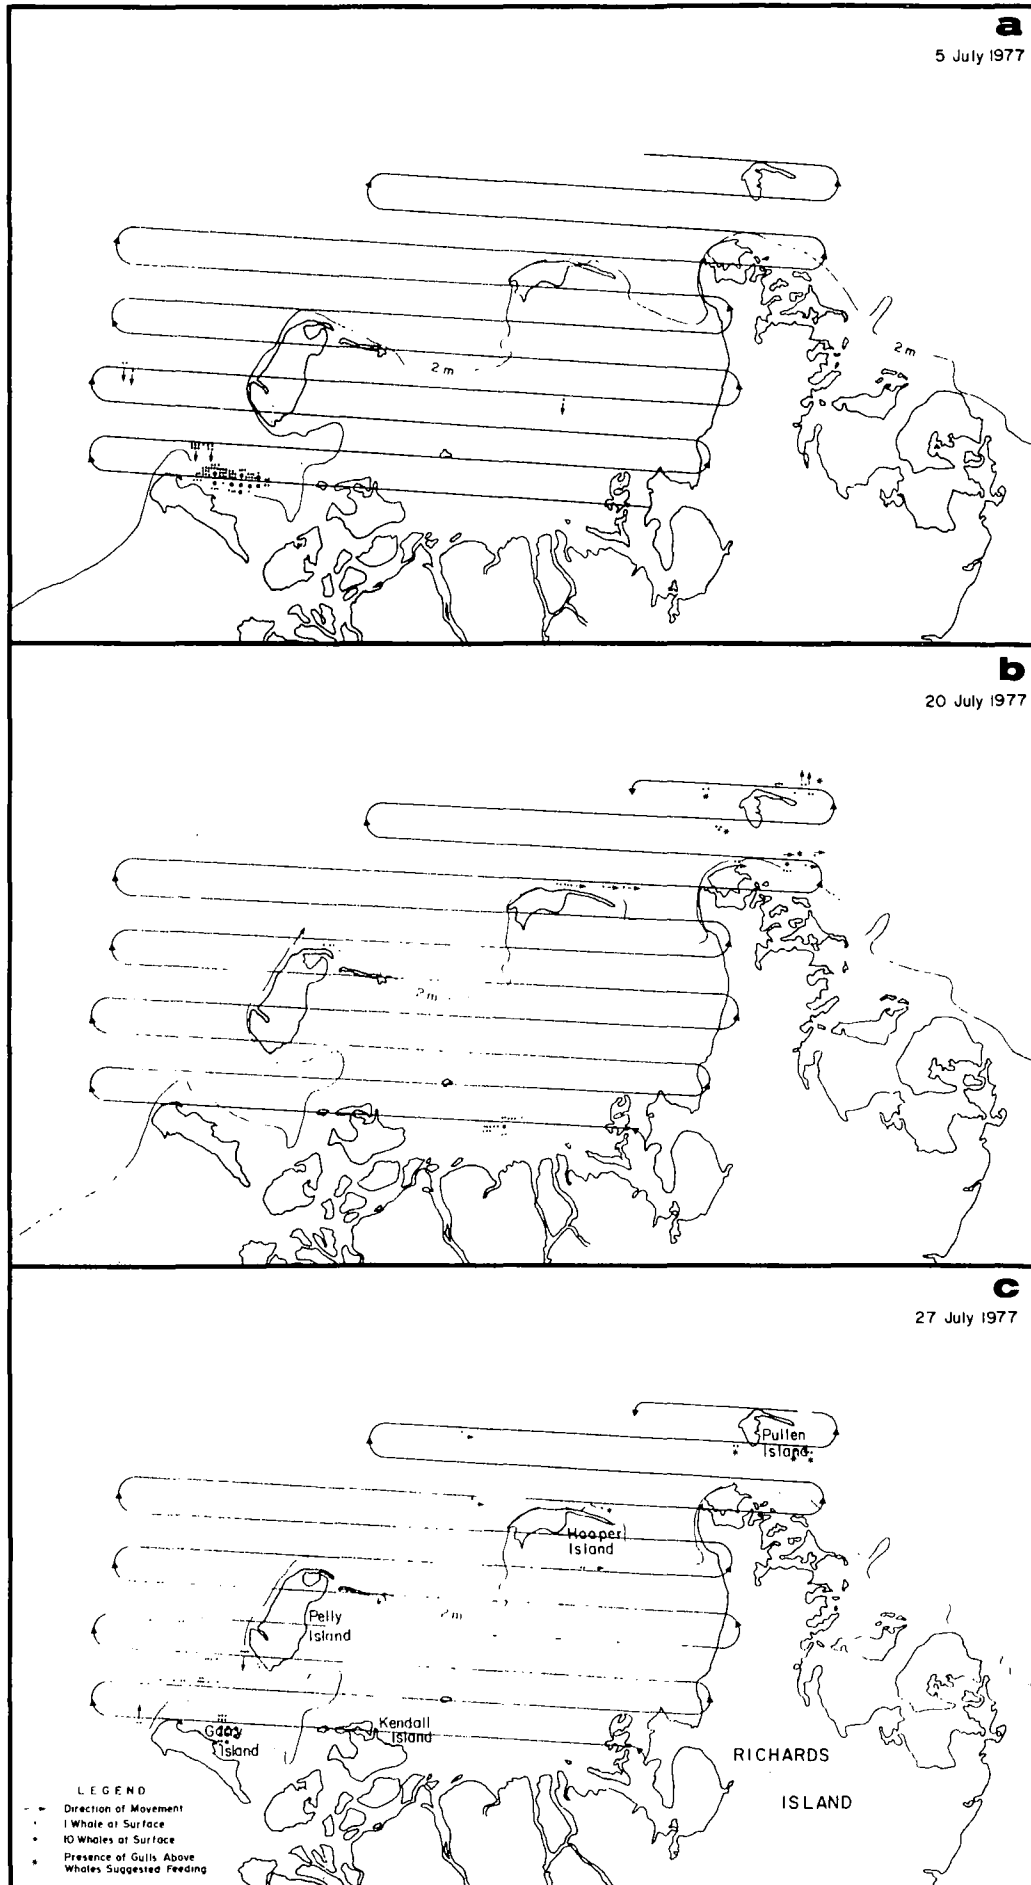 a
5 July 1977
2 m
2 m
b
20 July 1977
2 m
c
27 July 1977
Pullen
Island
Hooper
Island
2 m
Pelly
Island
Garry
Island
Kendall
Island
RICHARDS
ISLAND
LEGEND
Direction of Movement
1 Whale at Surface
10 Whales at Surface
Presence of Gulls Above
Whales Suggested Feeding